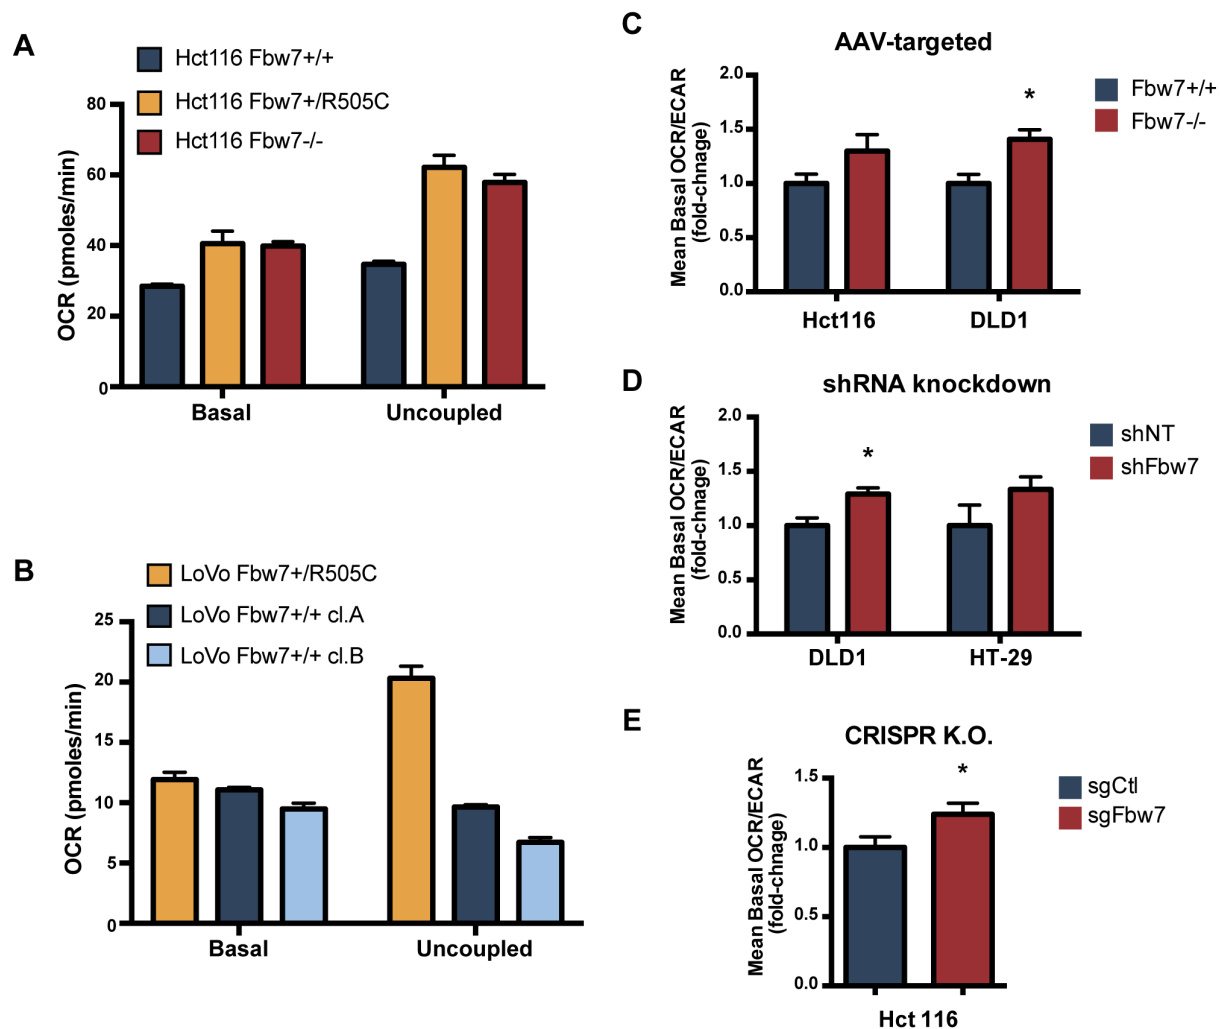 A
Hct116 Fbw7+/+
Hct116 Fbw7+/R505C
Hct116 Fbw7-/-
OCR (pmoles/min)
80
60
40
20
0
Basal
Uncoupled
B
LoVo Fbw7+/R505C
LoVo Fbw7+/+ cl.A
LoVo Fbw7+/+ cl.B
OCR (pmoles/min)
25
20
15
10
5
0
Basal
Uncoupled
C
AAV-targeted
Fbw7+/+
Fbw7-/-
Mean Basal OCR/ECAR
(fold-chnage)
2.0
1.5
1.0
0.5
0.0
*
Hct116
DLD1
D
shRNA knockdown
shNT
shFbw7
Mean Basal OCR/ECAR
(fold-chnage)
2.0
1.5
1.0
0.5
0.0
*
DLD1
HT-29
E
CRISPR K.O.
sgCtl
sgFbw7
Mean Basal OCR/ECAR
(fold-chnage)
1.5
1.0
0.5
0.0
*
Hct 116